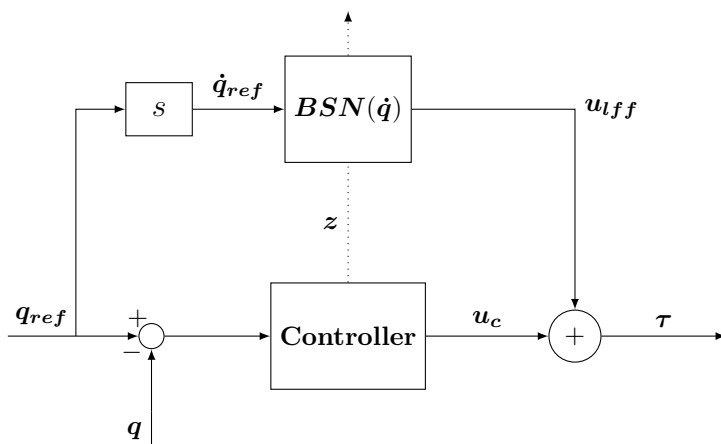 s
q̇_ref
BSN(q̇)
u_lff
z
q_ref
+
−
Controller
u_c
+
τ
q